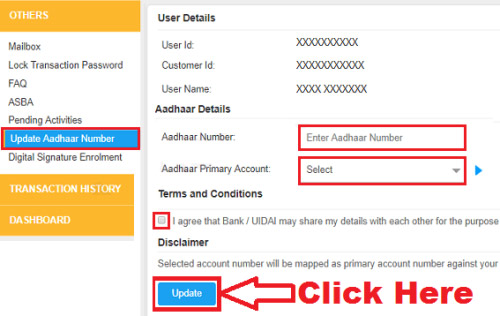 OTHERS
Mailbox
Lock Transaction Password
FAQ
ASBA
Pending Activities
Update Aadhaar Number
Digital Signature Enrolment
TRANSACTION HISTORY
DASHBOARD
User Details
User Id: XXXXXXXXXX
Customer Id: XXXXXXXXXXX
User Name: XXXX XXXXXXX
Aadhaar Details
Aadhaar Number: Enter Aadhaar Number
Aadhaar Primary Account: Select
Terms and Conditions
I agree that Bank / UIDAI may share my details with each other for the purpose
Disclaimer
Selected account number will be mapped as primary account number against your
Update Click Here